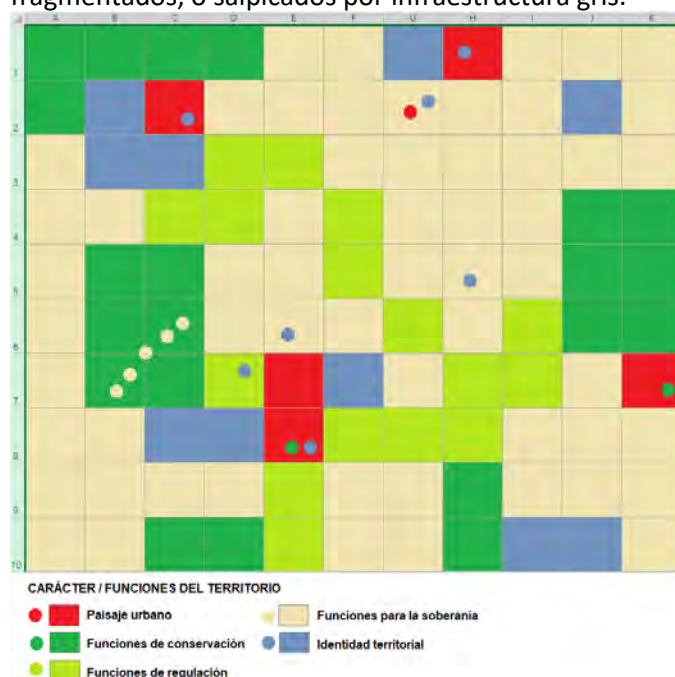 fragmentados, o salpicados por infraestructura gris.
A B C D E F G H I J K
1
2
3
4
5
6
7
8
9
10
CARÁCTER / FUNCIONES DEL TERRITORIO
Paisaje urbano
Funciones para la soberanía
Funciones de conservación
Identidad territorial
Funciones de regulación